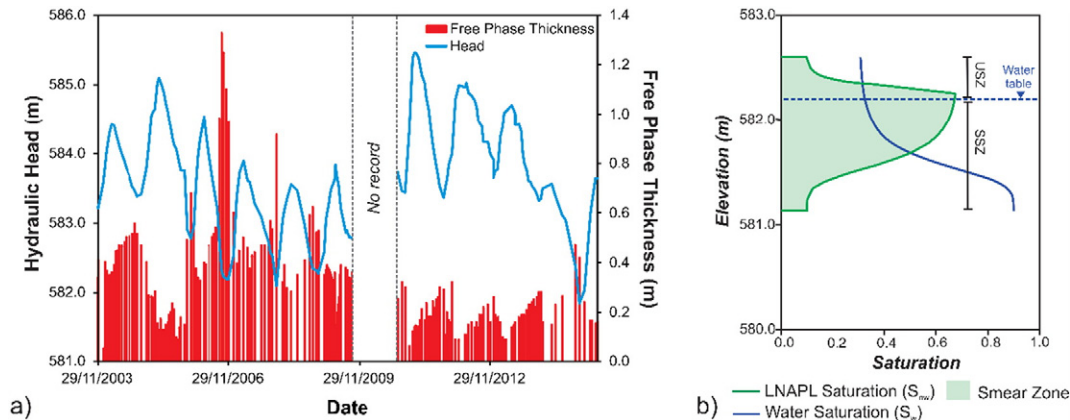 586.0
585.0
584.0
583.0
582.0
581.0
Hydraulic Head (m)
Free Phase Thickness
Head
No record
1.4
1.2
1.0
0.8
0.6
0.4
0.2
0.0
Free Phase Thickness (m)
29/11/2003
29/11/2006
29/11/2009
29/11/2012
Date
a)
583.0
582.0
581.0
580.0
Elevation (m)
USZ
Water
table
SSZ
0.0
0.2
0.4
0.6
0.8
1.0
Saturation
b)
LNAPL Saturation (Snw)
Smear Zone
Water Saturation (Sw)